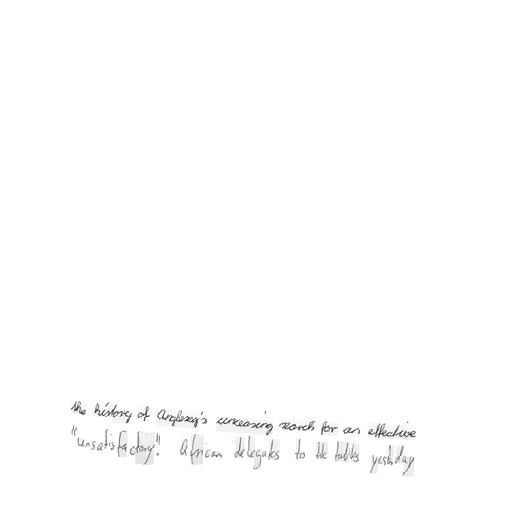 the history of Anglesey's unceasing search for an effective
"unsatisfactory." African delegates to the talks yesterday